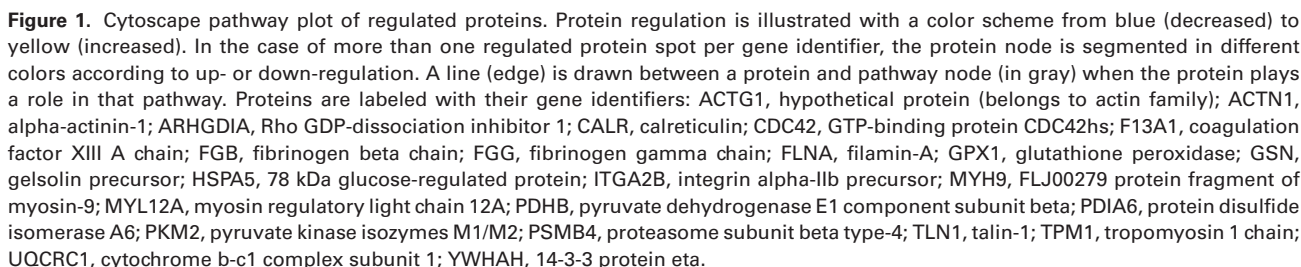 Figure 1. Cytoscape pathway plot of regulated proteins. Protein regulation is illustrated with a color scheme from blue (decreased) to
yellow (increased). In the case of more than one regulated protein spot per gene identifier, the protein node is segmented in different
colors according to up- or down-regulation. A line (edge) is drawn between a protein and pathway node (in gray) when the protein plays
a role in that pathway. Proteins are labeled with their gene identifiers: ACTG1, hypothetical protein (belongs to actin family); ACTN1,
alpha-actinin-1; ARHGDIA, Rho GDP-dissociation inhibitor 1; CALR, calreticulin; CDC42, GTP-binding protein CDC42hs; F13A1, coagulation
factor XIII A chain; FGB, fibrinogen beta chain; FGG, fibrinogen gamma chain; FLNA, filamin-A; GPX1, glutathione peroxidase; GSN,
gelsolin precursor; HSPA5, 78 kDa glucose-regulated protein; ITGA2B, integrin alpha-IIb precursor; MYH9, FLJ00279 protein fragment of
myosin-9; MYL12A, myosin regulatory light chain 12A; PDHB, pyruvate dehydrogenase E1 component subunit beta; PDIA6, protein disulfide
isomerase A6; PKM2, pyruvate kinase isozymes M1/M2; PSMB4, proteasome subunit beta type-4; TLN1, talin-1; TPM1, tropomyosin 1 chain;
UQCRC1, cytochrome b-c1 complex subunit 1; YWHAH, 14-3-3 protein eta.